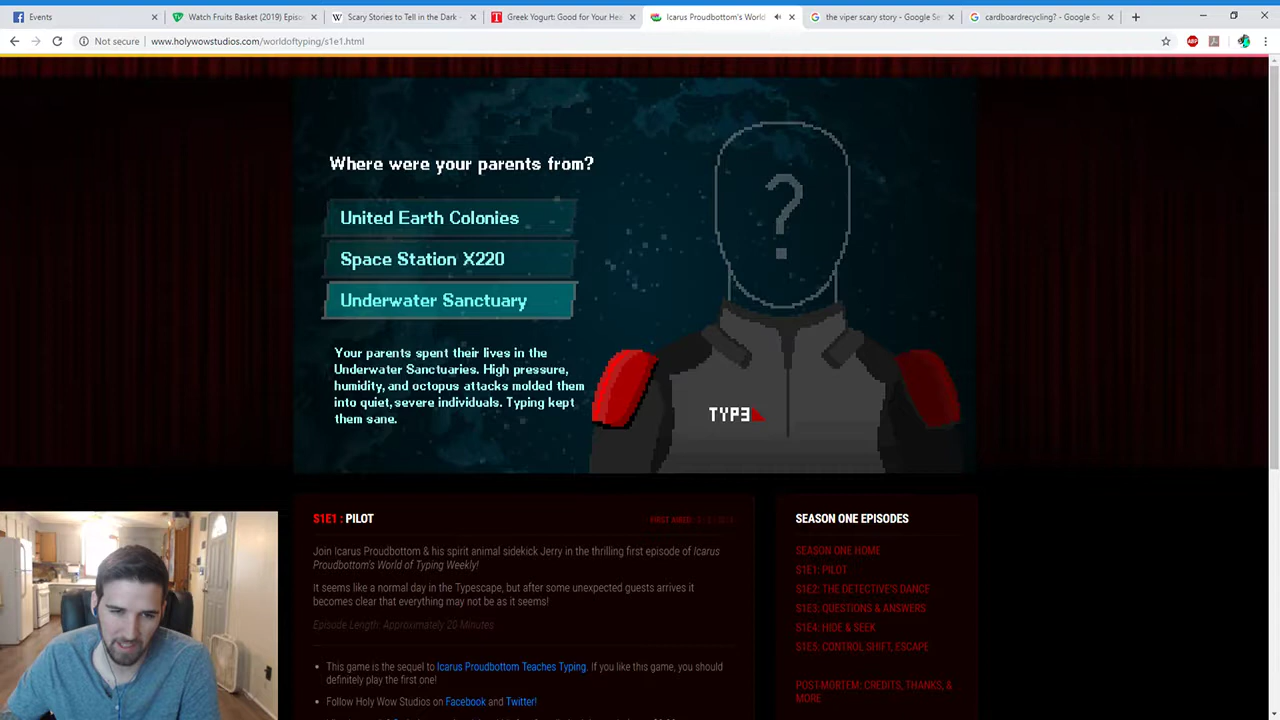 Events
Watch Fruits Basket (2019) Episo
Scary Stories to Tell in the Dark -
Greek Yogurt: Good for Your Hea
Icarus Proudbottom's World
the viper scary story - Google Se
cardboardrecycling? - Google Se
Not secure | www.holywowstudios.com/worldoftyping/s1e1.html
ABP
Where were your parents from?
United Earth Colonies
Space Station X220
Underwater Sanctuary
Your parents spent their lives in the
Underwater Sanctuaries. High pressure,
humidity, and octopus attacks molded them
into quiet, severe individuals. Typing kept
them sane.
?
TYP3
S1E1 : PILOT
FIRST AIRED:
Join Icarus Proudbottom & his spirit animal sidekick Jerry in the thrilling first episode of Icarus
Proudbottom's World of Typing Weekly!
It seems like a normal day in the Typescape, but after some unexpected guests arrives it
becomes clear that everything may not be as it seems!
Episode Length: Approximately 20 Minutes
This game is the sequel to Icarus Proudbottom Teaches Typing. If you like this game, you should
definitely play the first one!
Follow Holy Wow Studios on Facebook and Twitter!
SEASON ONE EPISODES
SEASON ONE HOME
S1E1: PILOT
S1E2: THE DETECTIVE'S DANCE
S1E3: QUESTIONS & ANSWERS
S1E4: HIDE & SEEK
S1E5: CONTROL SHIFT, ESCAPE
POST-MORTEM: CREDITS, THANKS, &
MORE